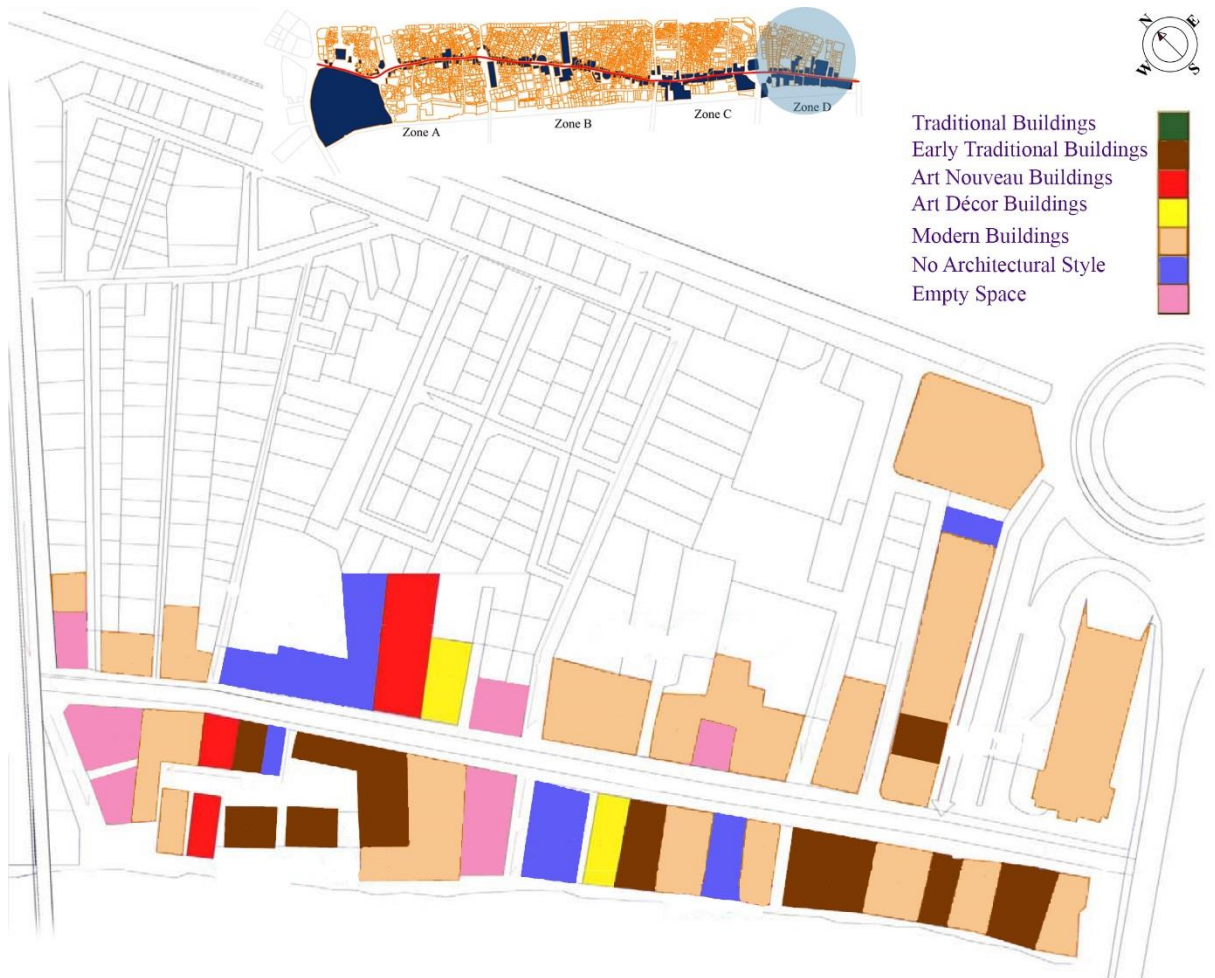 N
E
W
S
Zone A
Zone B
Zone C
Zone D
Traditional Buildings
Early Traditional Buildings
Art Nouveau Buildings
Art Décor Buildings
Modern Buildings
No Architectural Style
Empty Space